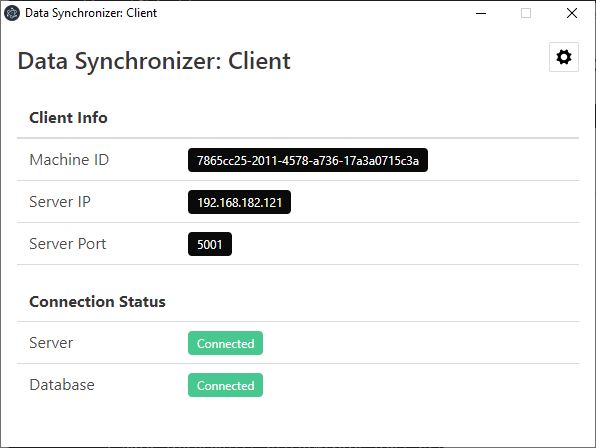 Data Synchronizer: Client
Data Synchronizer: Client
Client Info
Machine ID 7865cc25-2011-4578-a736-17a3a0715c3a
Server IP 192.168.182.121
Server Port 5001
Connection Status
Server Connected
Database Connected